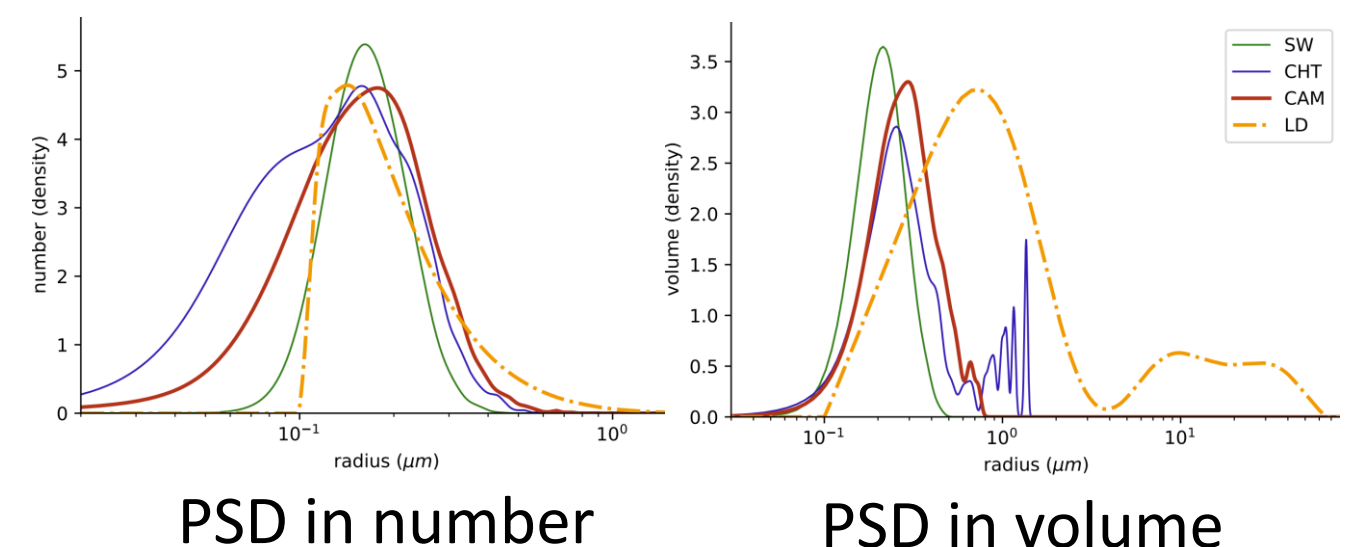 number (density)
5
4
3
2
1
0
10⁻¹
10⁰
radius (μm)
PSD in number
volume (density)
3.5
3.0
2.5
2.0
1.5
1.0
0.5
0.0
10⁻¹
10⁰
10¹
radius (μm)
SW
CHT
CAM
LD
PSD in volume